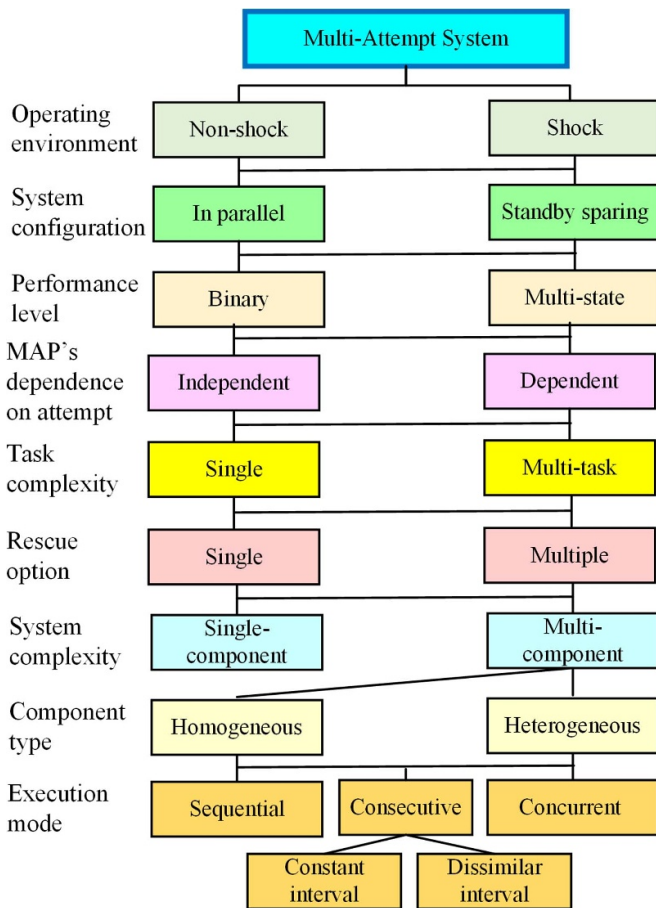 Multi-Attempt System
Operating
environment
Non-shock
Shock
System
configuration
In parallel
Standby sparing
Performance
level
Binary
Multi-state
MAP's
dependence
on attempt
Independent
Dependent
Task
complexity
Single
Multi-task
Rescue
option
Single
Multiple
System
complexity
Single-
component
Multi-
component
Component
type
Homogeneous
Heterogeneous
Execution
mode
Sequential
Consecutive
Concurrent
Constant
interval
Dissimilar
interval